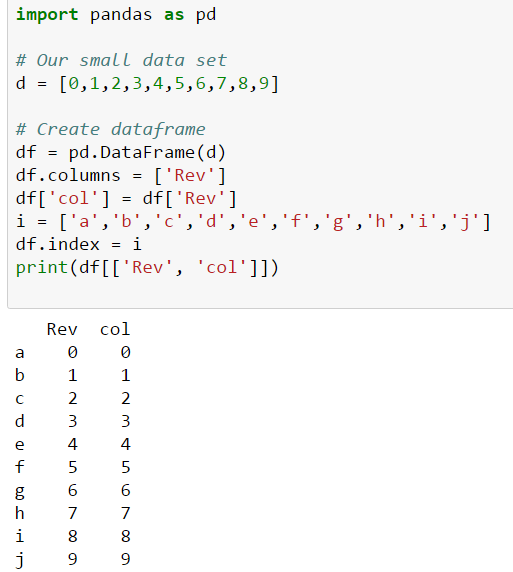 import pandas as pd
# Our small data set
d = [0,1,2,3,4,5,6,7,8,9]
# Create dataframe
df = pd.DataFrame(d)
df.columns = ['Rev']
df['col'] = df['Rev']
i = ['a','b','c','d','e','f','g','h','i','j']
df.index = i
print(df[['Rev', 'col']])
Rev col
a 0 0
b 1 1
c 2 2
d 3 3
e 4 4
f 5 5
g 6 6
h 7 7
i 8 8
j 9 9